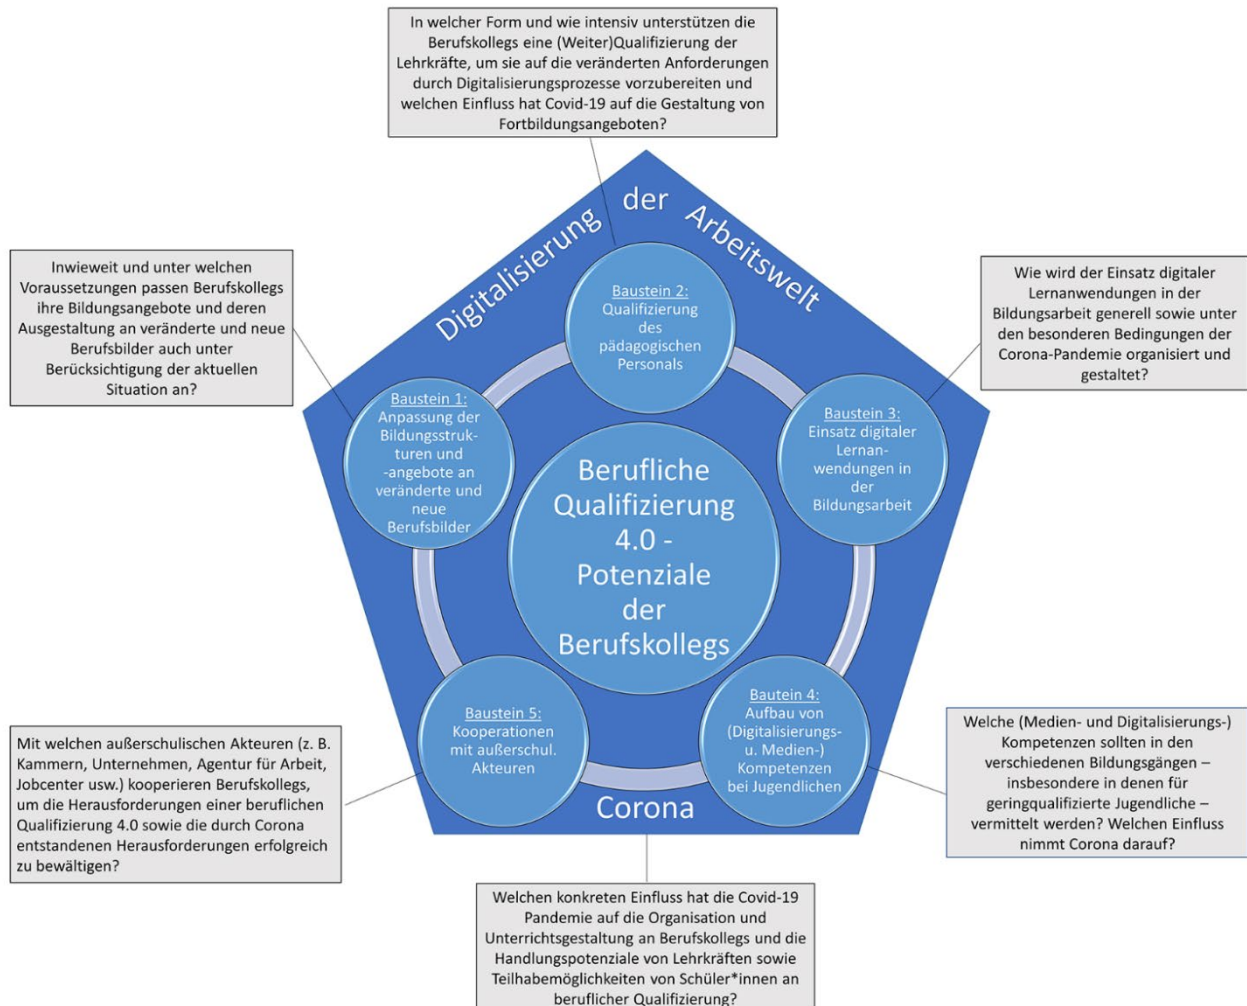 In welcher Form und wie intensiv unterstützen die
Berufskollegs eine (Weiter)Qualifizierung der
Lehrkräfte, um sie auf die veränderten Anforderungen
durch Digitalisierungsprozesse vorzubereiten und
welchen Einfluss hat Covid-19 auf die Gestaltung von
Fortbildungsangeboten?
Digitalisierung der Arbeitswelt
Inwieweit und unter welchen
Voraussetzungen passen Berufskollegs
ihre Bildungsangebote und deren
Ausgestaltung an veränderte und neue
Berufsbilder auch unter
Berücksichtigung der aktuellen
Situation an?
Baustein 2:
Qualifizierung
des
pädagogischen
Personals
Wie wird der Einsatz digitaler
Lernanwendungen in der
Bildungsarbeit generell sowie unter
den besonderen Bedingungen der
Corona-Pandemie organisiert und
gestaltet?
Baustein 1:
Anpassung der
Bildungsstruk-
turen und
-angebote an
veränderte und
neue
Berufsbilder
Baustein 3:
Einsatz digitaler
Lernan-
wendungen in
der
Bildungsarbeit
Berufliche
Qualifizierung
4.0 -
Potenziale
der
Berufskollegs
Baustein 5:
Kooperationen
mit außerschul.
Akteuren
Bautein 4:
Aufbau von
(Digitalisierungs-
u. Medien-)
Kompetenzen
bei Jugendlichen
Corona
Mit welchen außerschulischen Akteuren (z. B.
Kammern, Unternehmen, Agentur für Arbeit,
Jobcenter usw.) kooperieren Berufskollegs,
um die Herausforderungen einer beruflichen
Qualifizierung 4.0 sowie die durch Corona
entstandenen Herausforderungen erfolgreich
zu bewältigen?
Welche (Medien- und Digitalisierungs-)
Kompetenzen sollten in den
verschiedenen Bildungsgängen –
insbesondere in denen für
geringqualifizierte Jugendliche –
vermittelt werden? Welchen Einfluss
nimmt Corona darauf?
Welchen konkreten Einfluss hat die Covid-19
Pandemie auf die Organisation und
Unterrichtsgestaltung an Berufskollegs und die
Handlungspotenziale von Lehrkräften sowie
Teilhabemöglichkeiten von Schüler*innen an
beruflicher Qualifizierung?